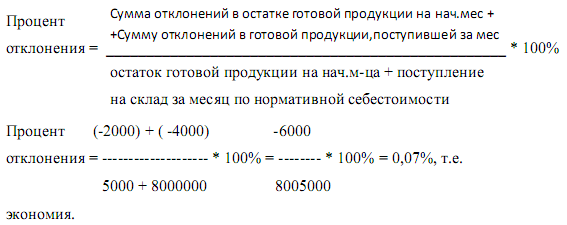 Сумма отклонений в остатке готовой продукции на нач.мес +
Процент
+Сумму отклонений в готовой продукции,поступившей за мес
отклонения = * 100%
остаток готовой продукции на нач.м-ца + поступление
на склад за месяц по нормативной себестоимости
Процент (-2000) + ( -4000) -6000
отклонения = --------------------- * 100% = -------- * 100% = 0,07%, т.е.
5000 + 8000000 8005000
экономия.